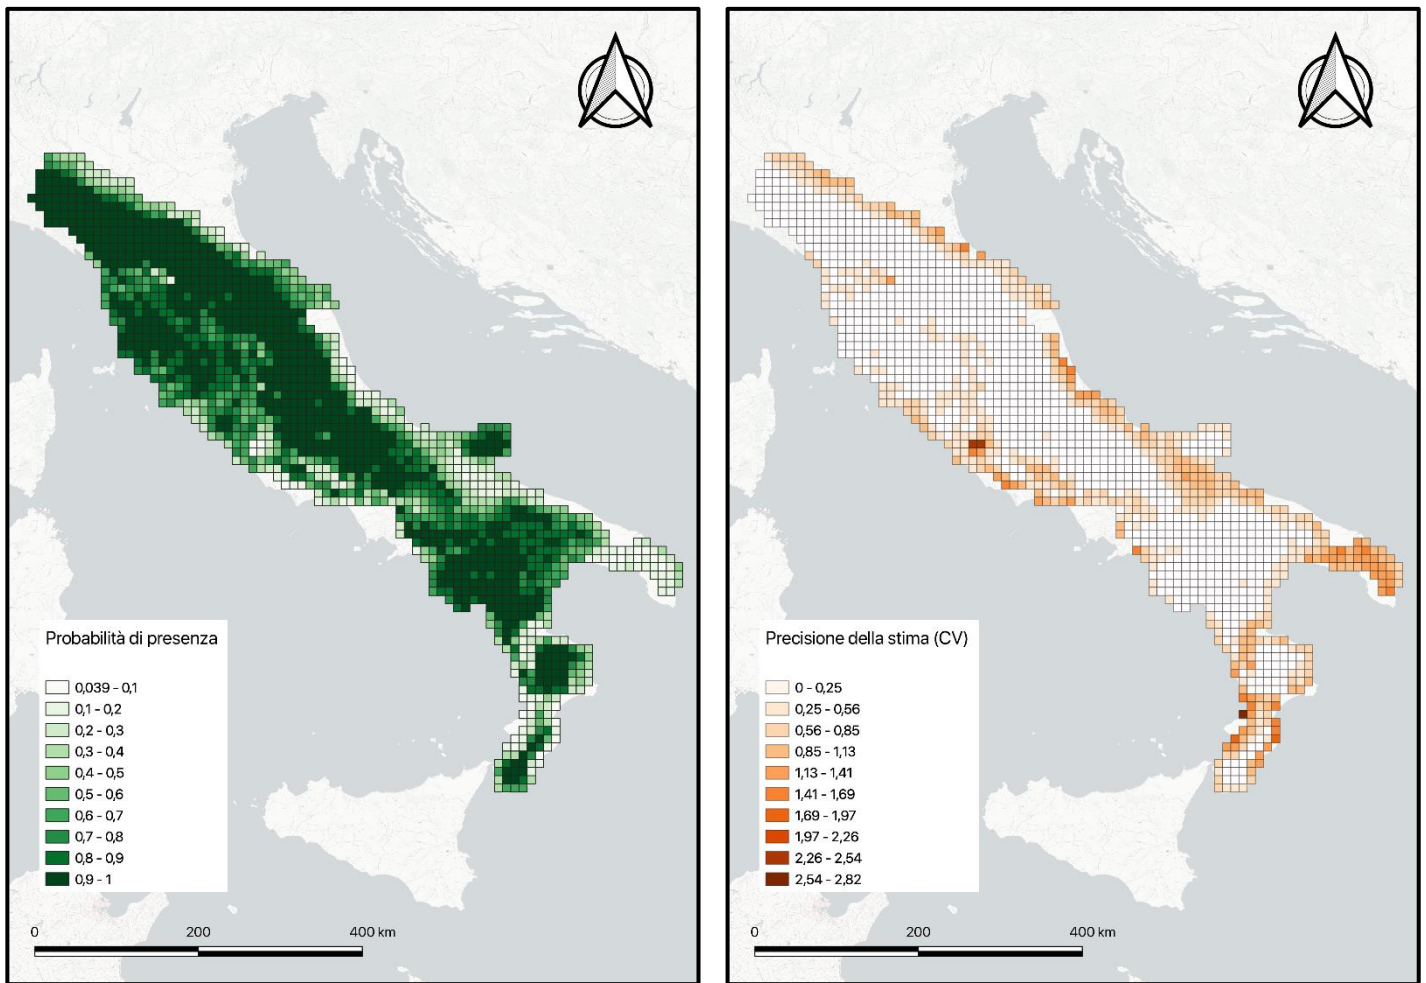 Probabilità di presenza
0,039 - 0,1
0,1 - 0,2
0,2 - 0,3
0,3 - 0,4
0,4 - 0,5
0,5 - 0,6
0,6 - 0,7
0,7 - 0,8
0,8 - 0,9
0,9 - 1
0 200 400 km
Precisione della stima (CV)
0 - 0,25
0,25 - 0,56
0,56 - 0,85
0,85 - 1,13
1,13 - 1,41
1,41 - 1,69
1,69 - 1,97
1,97 - 2,26
2,26 - 2,54
2,54 - 2,82
0 200 400 km